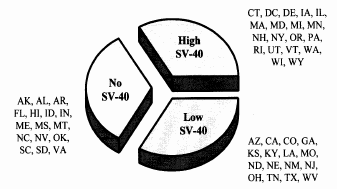 CT, DC, DE, IA, IL,
MA, MD, MI, MN,
NH, NY, OR, PA,
RI, UT, VT, WA,
WI, WY
High
SV-40
No
SV-40
AK, AL, AR,
FL, HI, ID, IN,
ME, MS, MT,
NC, NV, OK,
SC, SD, VA
Low
SV-40
AZ, CA, CO, GA,
KS, KY, LA, MO,
ND, NE, NM, NJ,
OH, TN, TX, WV